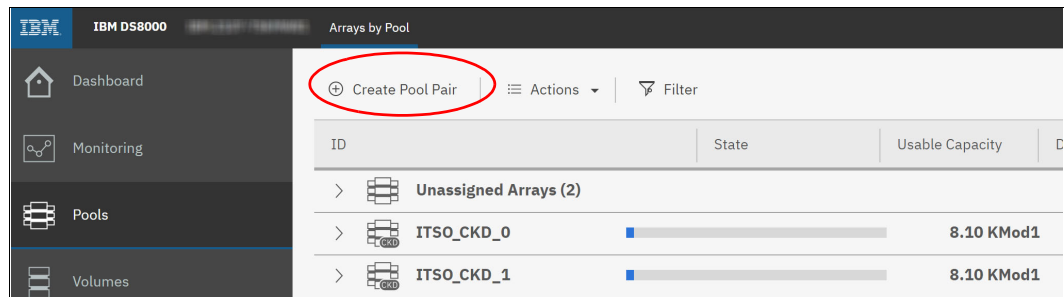 IBM IBM DS8000 Arrays by Pool
Dashboard
Create Pool Pair Actions Filter
Monitoring
ID State Usable Capacity D
Unassigned Arrays (2)
Pools
CKD ITSO_CKD_0 8.10 KMod1
CKD ITSO_CKD_1 8.10 KMod1
Volumes